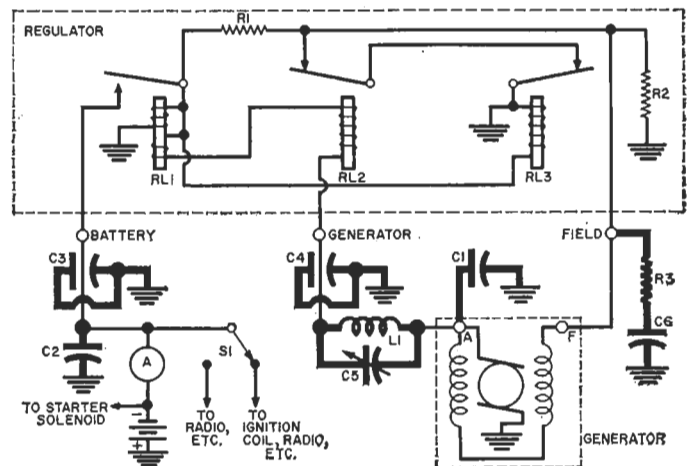 REGULATOR
R1
R2
RL1
RL2
RL3
BATTERY
GENERATOR
FIELD
C3
C4
C1
R3
C6
C2
A
S1
L1
C5
A
F
TO STARTER
SOLENOID
-
+
TO
RADIO,
ETC.
TO
IGNITION
COIL, RADIO,
ETC.
GENERATOR